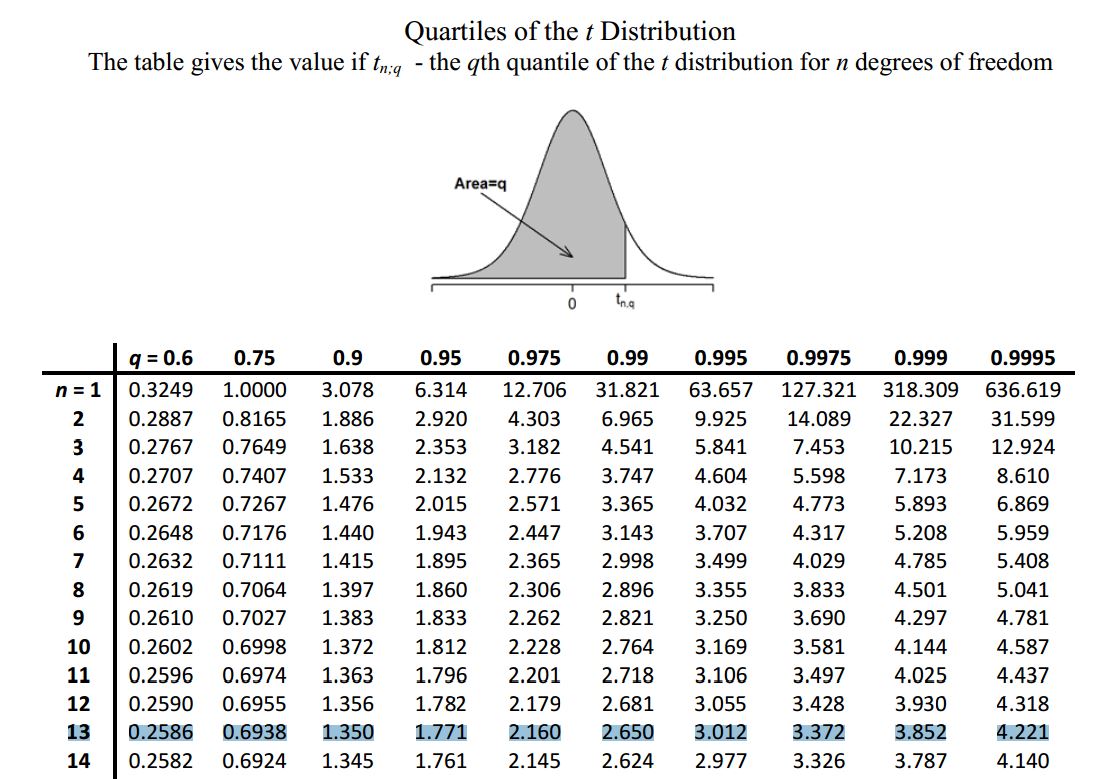 Quartiles of the t Distribution
The table gives the value if tn;q - the qth quantile of the t distribution for n degrees of freedom
Area=q
0 tn,q
q = 0.6 0.75 0.9 0.95 0.975 0.99 0.995 0.9975 0.999 0.9995
n = 1 0.3249 1.0000 3.078 6.314 12.706 31.821 63.657 127.321 318.309 636.619
2 0.2887 0.8165 1.886 2.920 4.303 6.965 9.925 14.089 22.327 31.599
3 0.2767 0.7649 1.638 2.353 3.182 4.541 5.841 7.453 10.215 12.924
4 0.2707 0.7407 1.533 2.132 2.776 3.747 4.604 5.598 7.173 8.610
5 0.2672 0.7267 1.476 2.015 2.571 3.365 4.032 4.773 5.893 6.869
6 0.2648 0.7176 1.440 1.943 2.447 3.143 3.707 4.317 5.208 5.959
7 0.2632 0.7111 1.415 1.895 2.365 2.998 3.499 4.029 4.785 5.408
8 0.2619 0.7064 1.397 1.860 2.306 2.896 3.355 3.833 4.501 5.041
9 0.2610 0.7027 1.383 1.833 2.262 2.821 3.250 3.690 4.297 4.781
10 0.2602 0.6998 1.372 1.812 2.228 2.764 3.169 3.581 4.144 4.587
11 0.2596 0.6974 1.363 1.796 2.201 2.718 3.106 3.497 4.025 4.437
12 0.2590 0.6955 1.356 1.782 2.179 2.681 3.055 3.428 3.930 4.318
13 0.2586 0.6938 1.350 1.771 2.160 2.650 3.012 3.372 3.852 4.221
14 0.2582 0.6924 1.345 1.761 2.145 2.624 2.977 3.326 3.787 4.140